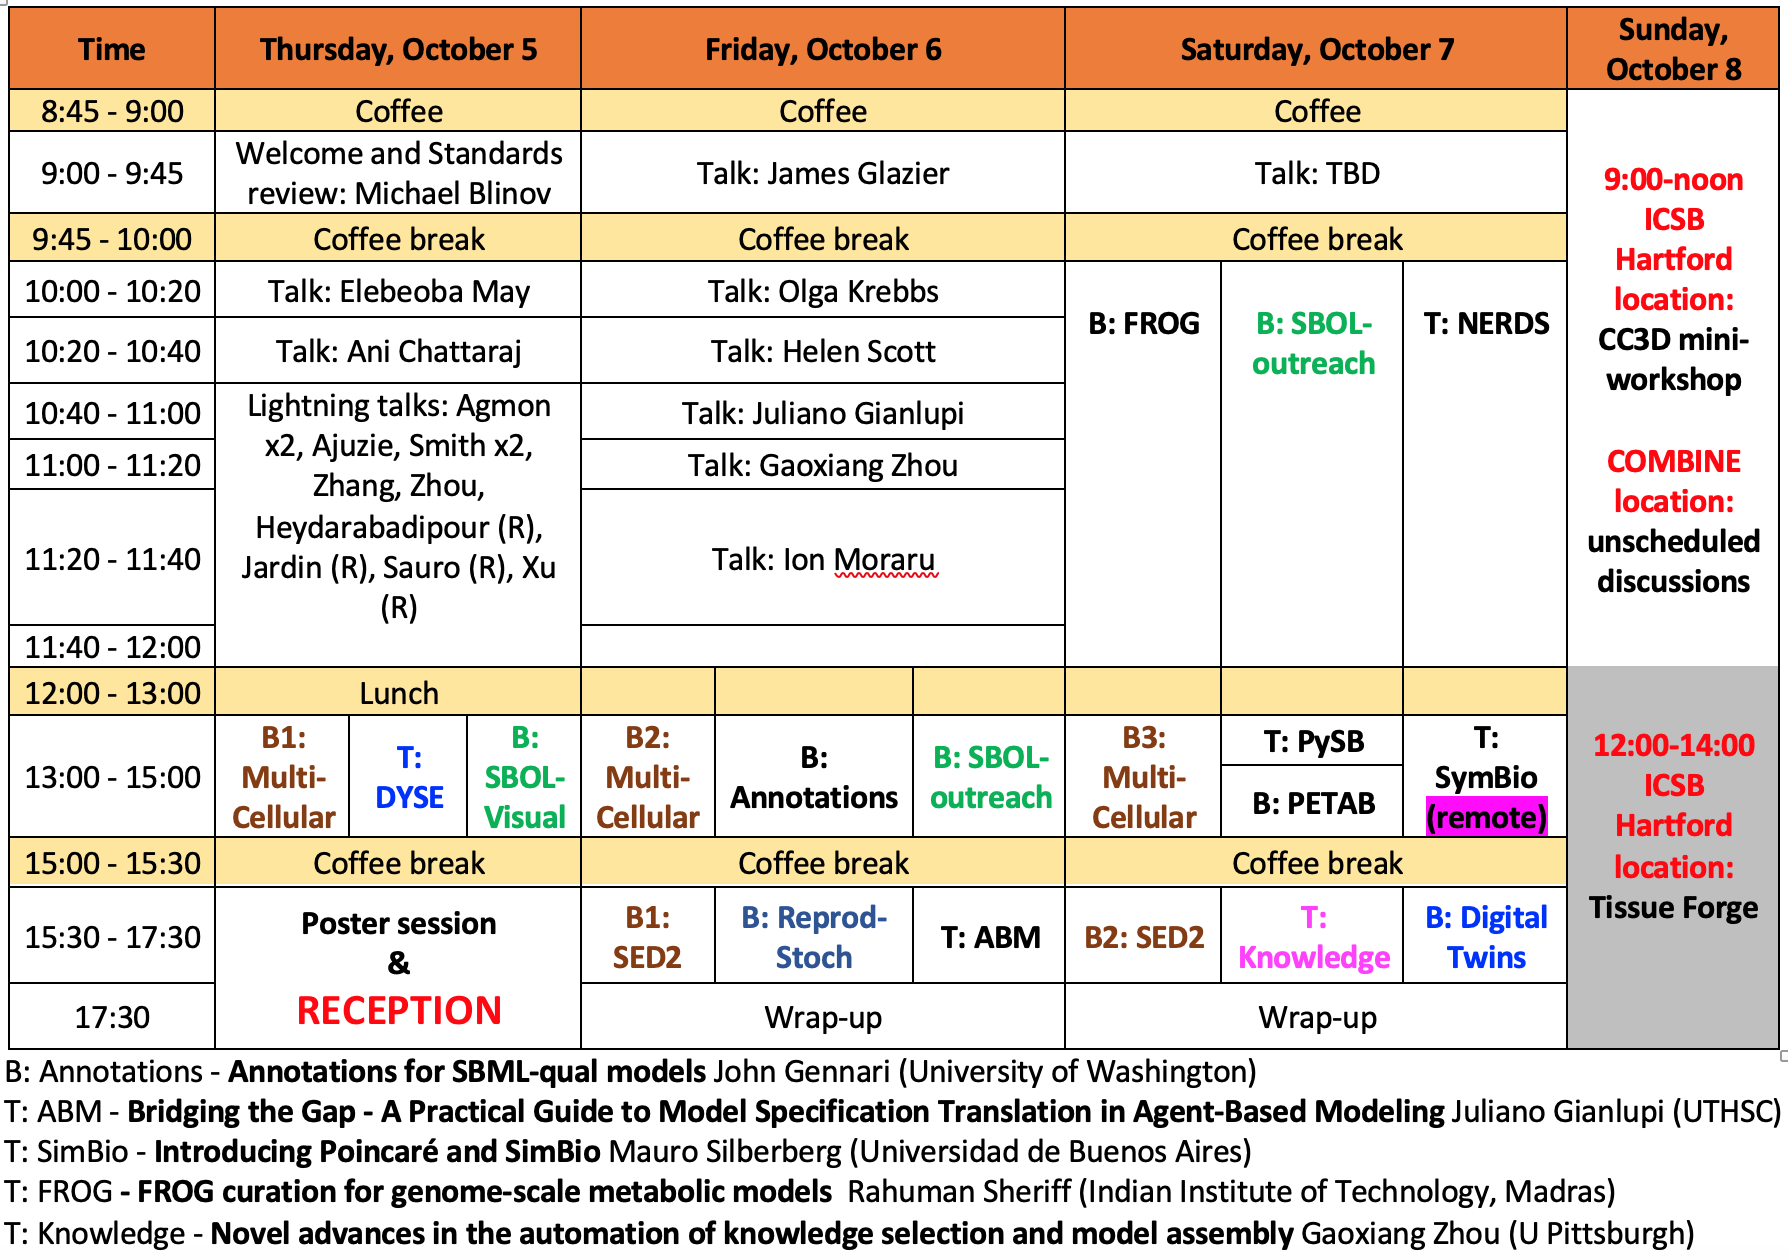 Time
Thursday, October 5
Friday, October 6
Saturday, October 7
Sunday,
October 8
8:45 - 9:00
Coffee
Coffee
Coffee
9:00 - 9:45
Welcome and Standards
review: Michael Blinov
Talk: James Glazier
Talk: TBD
9:45 - 10:00
Coffee break
Coffee break
Coffee break
10:00 - 10:20
Talk: Elebeoba May
Talk: Olga Krebbs
B: FROG
B: SBOL-
outreach
T: NERDS
10:20 - 10:40
Talk: Ani Chattaraj
Talk: Helen Scott
10:40 - 11:00
Lightning talks: Agmon
x2, Ajuzie, Smith x2,
Zhang, Zhou,
Heydarabadipour (R),
Jardin (R), Sauro (R), Xu
(R)
Talk: Juliano Gianlupi
11:00 - 11:20
Talk: Gaoxiang Zhou
11:20 - 11:40
Talk: Ion Moraru
11:40 - 12:00
9:00-noon
ICSB
Hartford
location:
CC3D mini-
workshop
COMBINE
location:
unscheduled
discussions
12:00 - 13:00
Lunch
13:00 - 15:00
B1:
Multi-
Cellular
T:
DYSE
B:
SBOL-
Visual
B2:
Multi-
Cellular
B:
Annotations
B: SBOL-
outreach
B3:
Multi-
Cellular
T: PySB
B: PETAB
T:
SymBio
(remote)
15:00 - 15:30
Coffee break
Coffee break
Coffee break
15:30 - 17:30
Poster session
&
RECEPTION
B1:
SED2
B: Reprod-
Stoch
T: ABM
B2: SED2
T:
Knowledge
B: Digital
Twins
17:30
Wrap-up
Wrap-up
12:00-14:00
ICSB
Hartford
location:
Tissue Forge
B: Annotations - Annotations for SBML-qual models John Gennari (University of Washington)
T: ABM - Bridging the Gap - A Practical Guide to Model Specification Translation in Agent-Based Modeling Juliano Gianlupi (UTHSC)
T: SimBio - Introducing Poincaré and SimBio Mauro Silberberg (Universidad de Buenos Aires)
T: FROG - FROG curation for genome-scale metabolic models Rahuman Sheriff (Indian Institute of Technology, Madras)
T: Knowledge - Novel advances in the automation of knowledge selection and model assembly Gaoxiang Zhou (U Pittsburgh)